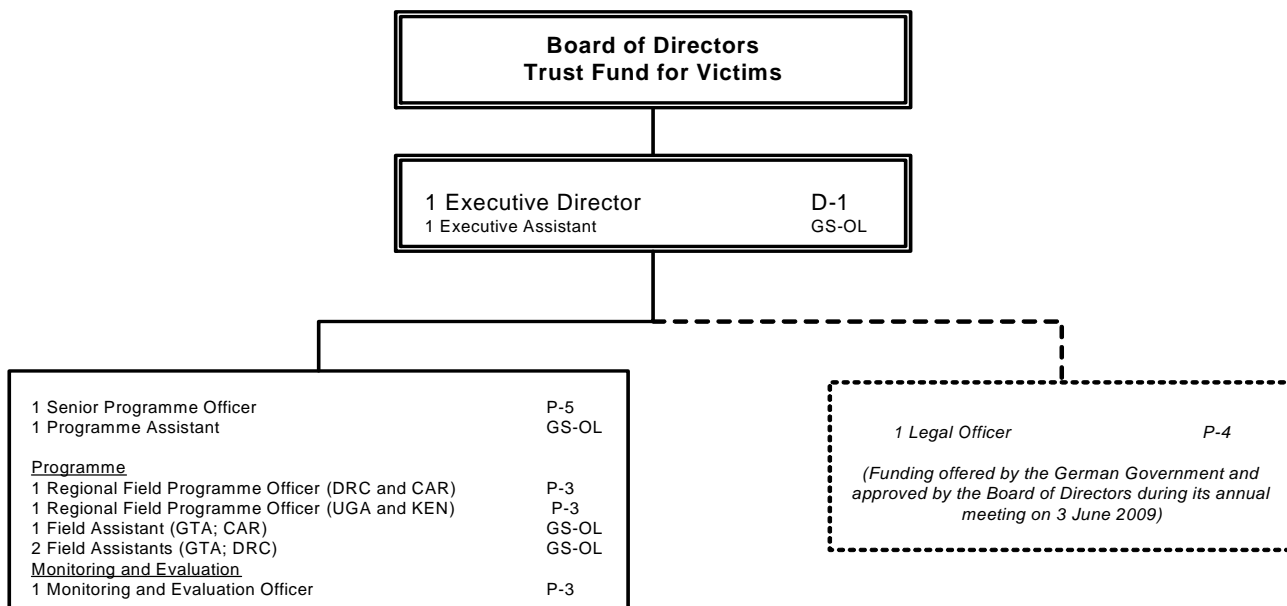 Board of Directors
Trust Fund for Victims
1 Executive Director D-1
1 Executive Assistant GS-OL
1 Senior Programme Officer P-5
1 Programme Assistant GS-OL
Programme
1 Regional Field Programme Officer (DRC and CAR) P-3
1 Regional Field Programme Officer (UGA and KEN) P-3
1 Field Assistant (GTA; CAR) GS-OL
2 Field Assistants (GTA; DRC) GS-OL
Monitoring and Evaluation
1 Monitoring and Evaluation Officer P-3
1 Legal Officer P-4
(Funding offered by the German Government and
approved by the Board of Directors during its annual
meeting on 3 June 2009)